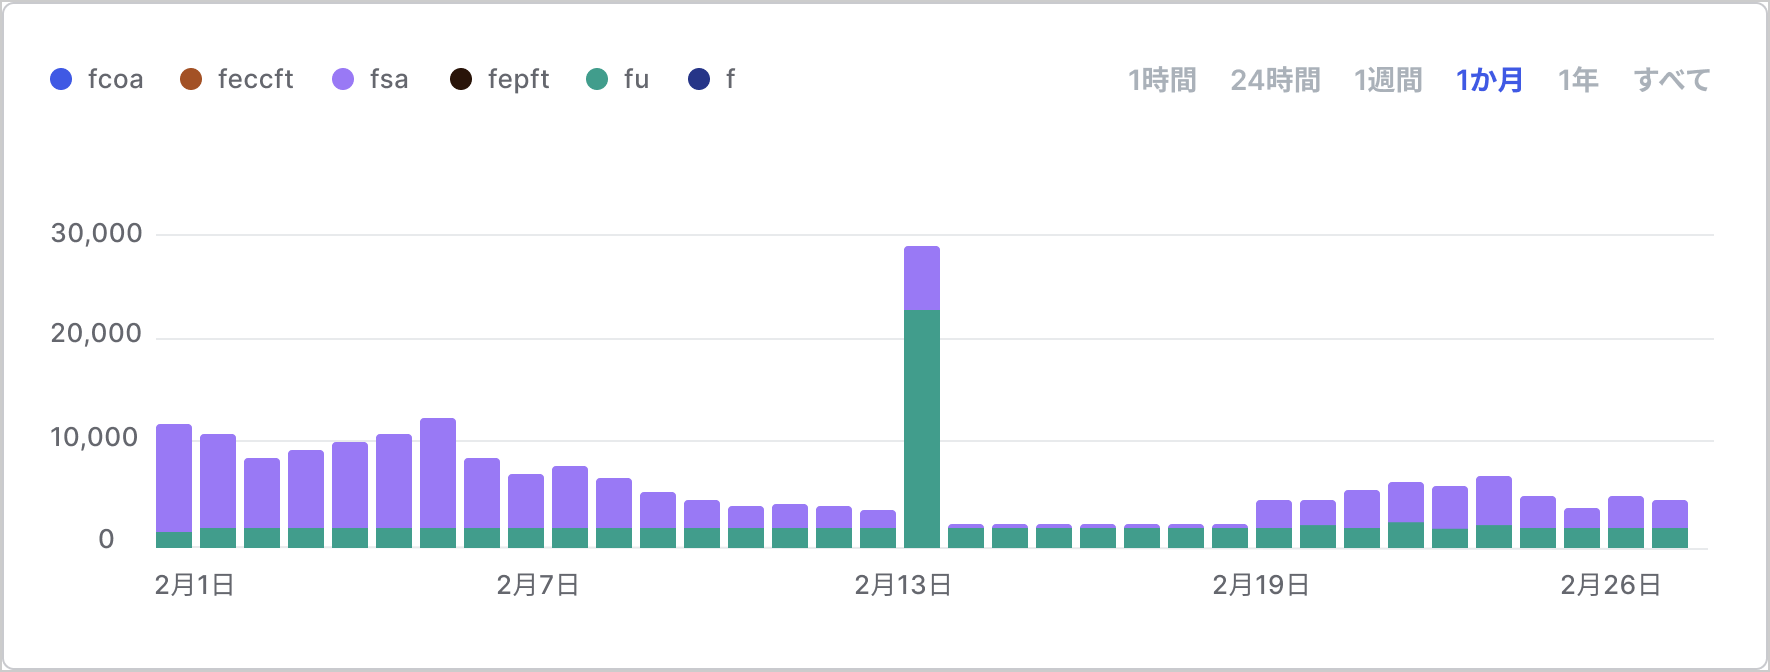 fcoa feccft fsa fepft fu f 1時間 24時間 1週間 1か月 1年 すべて
30,000
20,000
10,000
0
2月1日 2月7日 2月13日 2月19日 2月26日